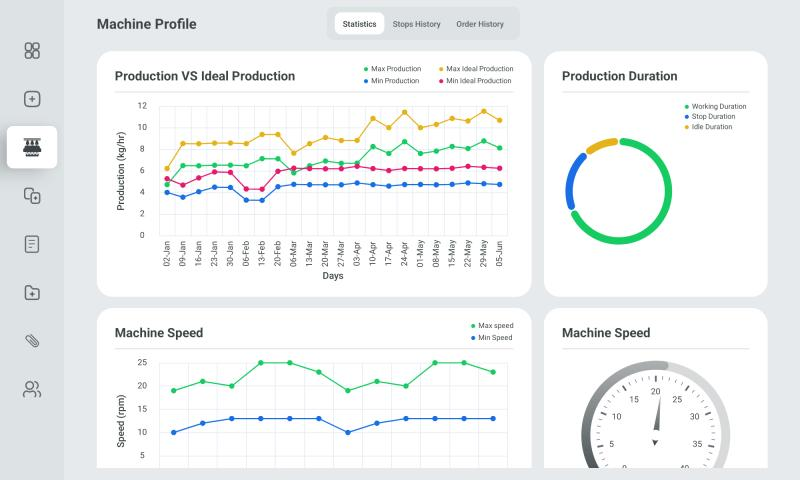 Machine Profile
Statistics
Stops History
Order History
Production VS Ideal Production
Max Production
Max Ideal Production
Min Production
Min Ideal Production
Production (kg/hr)
12
10
8
6
4
2
0
02-Jan
09-Jan
16-Jan
23-Jan
30-Jan
06-Feb
13-Feb
20-Feb
06-Mar
13-Mar
20-Mar
27-Mar
03-Apr
10-Apr
17-Apr
24-Apr
01-May
08-May
15-May
22-May
29-May
05-Jun
Days
Production Duration
Working Duration
Stop Duration
Idle Duration
Machine Speed
Max speed
Min Speed
Speed (rpm)
25
20
15
10
5
Machine Speed
5
10
15
20
25
30
35